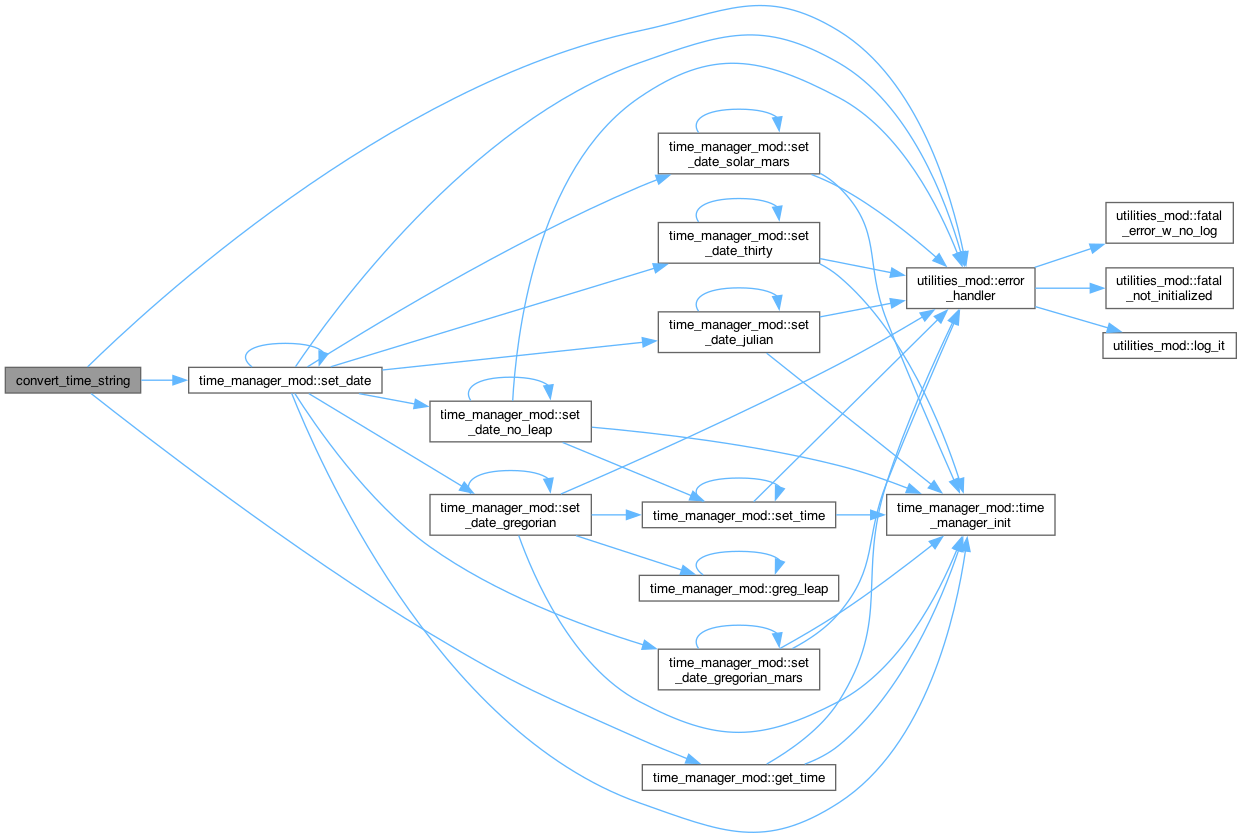 convert_time_string
time_manager_mod::set_date
time_manager_mod::set
_date_no_leap
time_manager_mod::set
_date_gregorian
time_manager_mod::set
_date_solar_mars
time_manager_mod::set
_date_thirty
time_manager_mod::set
_date_julian
time_manager_mod::set_time
time_manager_mod::greg_leap
time_manager_mod::set
_date_gregorian_mars
time_manager_mod::get_time
utilities_mod::error
_handler
time_manager_mod::time
_manager_init
utilities_mod::fatal
_error_w_no_log
utilities_mod::fatal
_not_initialized
utilities_mod::log_it